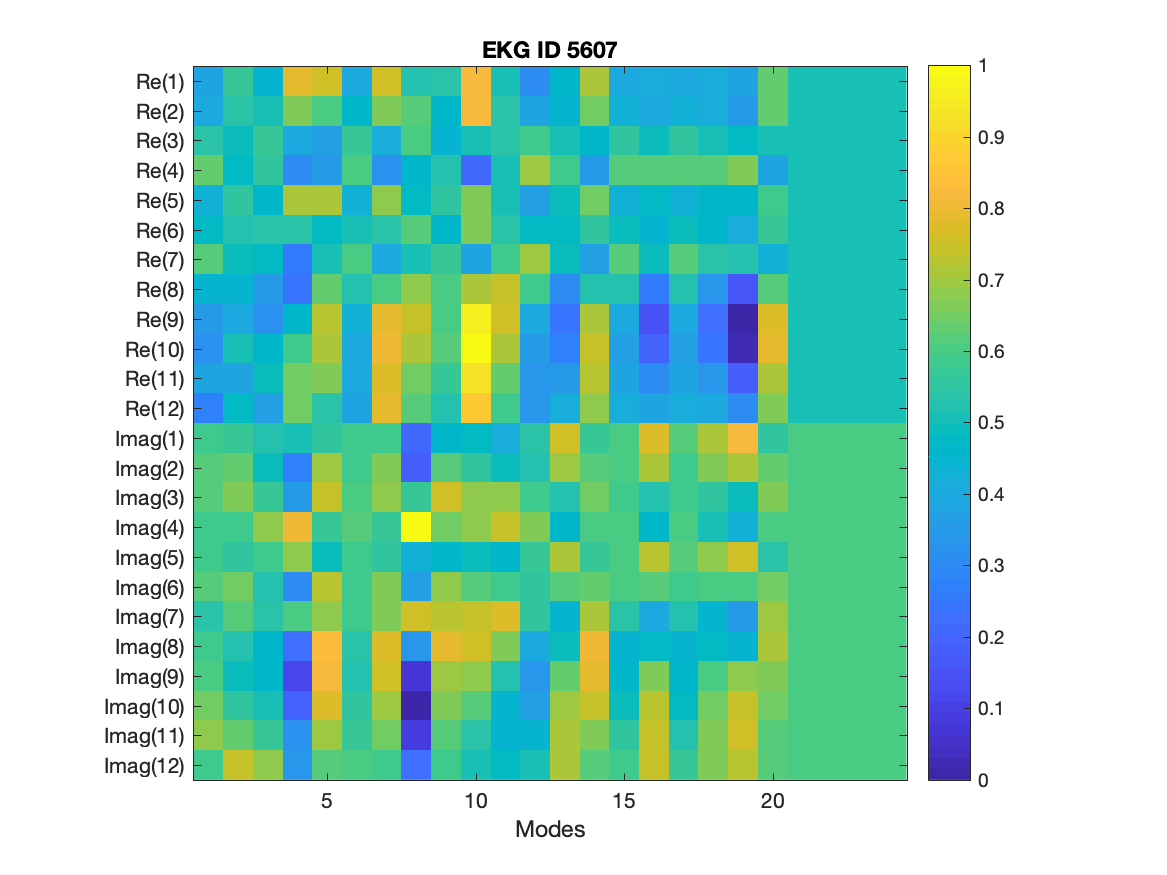 EKG ID 5607
Re(1)
Re(2)
Re(3)
Re(4)
Re(5)
Re(6)
Re(7)
Re(8)
Re(9)
Re(10)
Re(11)
Re(12)
Imag(1)
Imag(2)
Imag(3)
Imag(4)
Imag(5)
Imag(6)
Imag(7)
Imag(8)
Imag(9)
Imag(10)
Imag(11)
Imag(12)
5 10 15 20
Modes
1
0.9
0.8
0.7
0.6
0.5
0.4
0.3
0.2
0.1
0